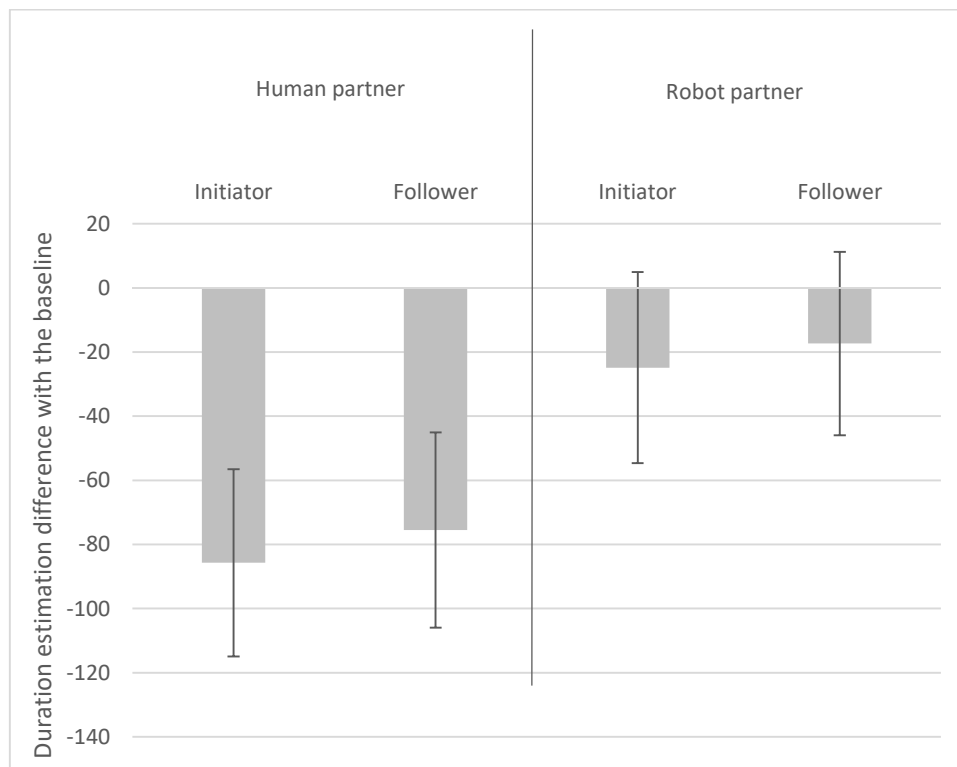 Human partner
Robot partner
Initiator
Follower
Initiator
Follower
Duration estimation difference with the baseline
20
0
-20
-40
-60
-80
-100
-120
-140